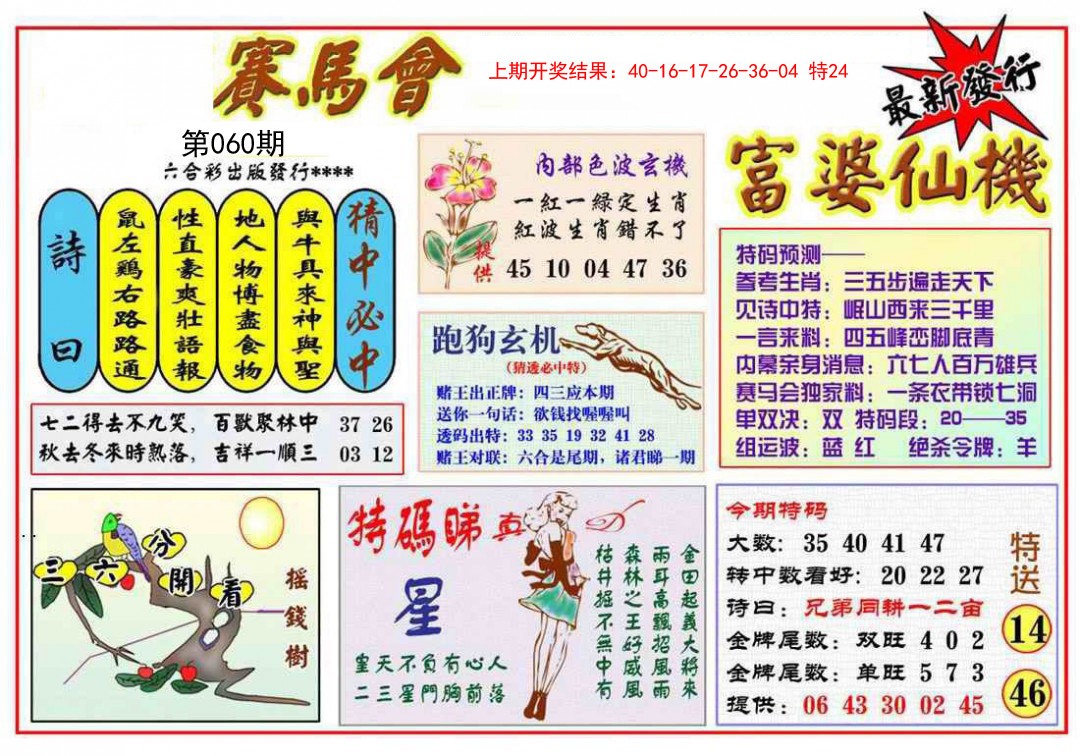 賽馬會
上期开奖结果：40-16-17-26-36-04 特24
最新發行
第060期
六合彩出版發行****
詩曰
鼠左鷄右路路通
性直豪爽壯語報
地人物博盡食物
與牛具來神與聖
猜中必中
七二得去不九笑，百獸聚林中 37 26
秋去冬來時熟落，吉祥一順三 03 12
內部色波玄機
一紅一綠定生肖
紅波生肖錯不了
提供 45 10 04 47 36
跑狗玄机
（猜透必中特）
赌王出正牌：四三应本期
送你一句话：欲钱找喔喔叫
透码出特：33 35 19 32 41 28
赌王对联：六合是尾期，诸君睇一期
富婆仙機
特码预测——
参考生肖：三五步遍走天下
见诗中特：岷山西来三千里
一言来料：四五峰峦脚底青
内幕亲身消息：六七人百万雄兵
赛马会独家料：一条衣带锁七洞
单双决：双 特码段：20——35
组运波：蓝 红 绝杀令牌：羊
三六分開看
摇錢樹
特碼睇真D
星
皇天不負有心人
二三星門胸前落
金田起義大將來
兩耳高飄招風雨
森林之王好威風
枯井掘不無中有
今期特码
大数：35 40 41 47
转中数看好：20 22 27
诗曰：兄弟同耕一二亩
金牌尾数：双旺 4 0 2
金牌尾数：单旺 5 7 3
提供：06 43 30 02 45
特送
14
46